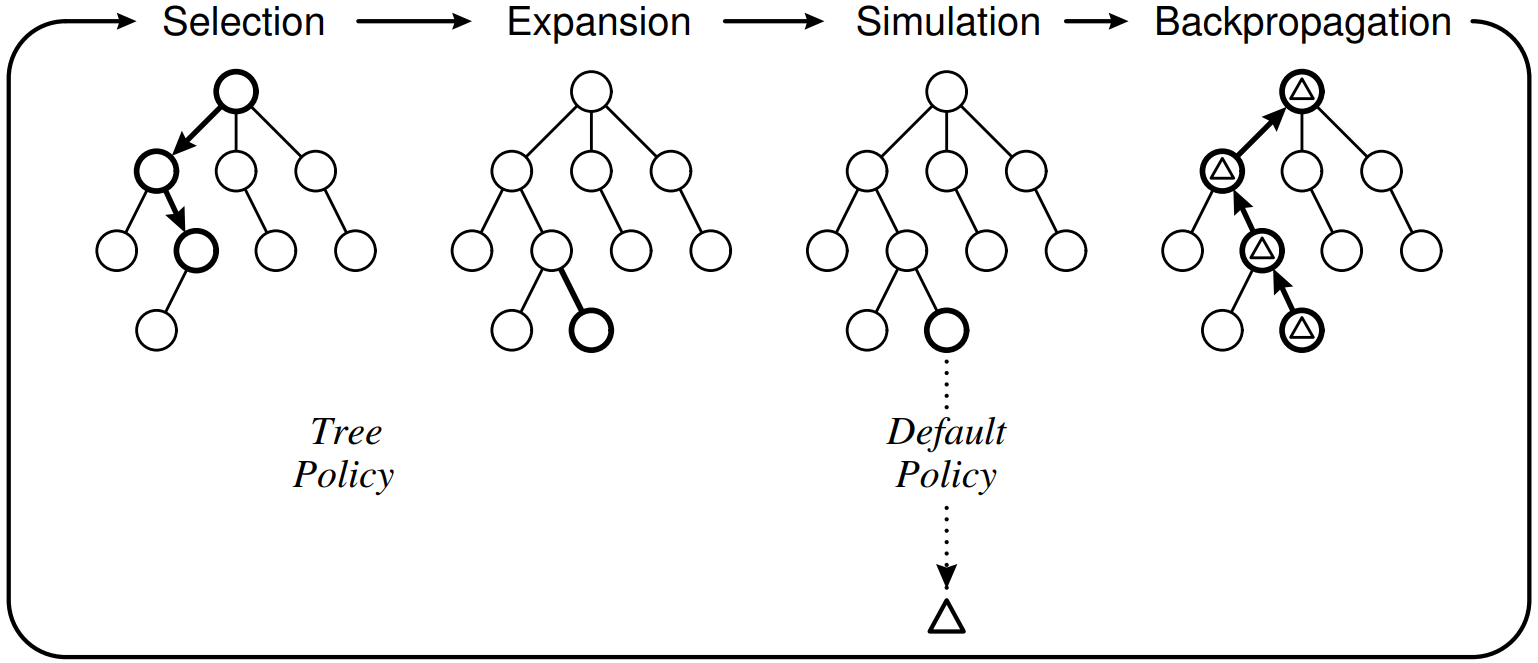 Selection
Expansion
Simulation
Backpropagation
Tree
Policy
Default
Policy